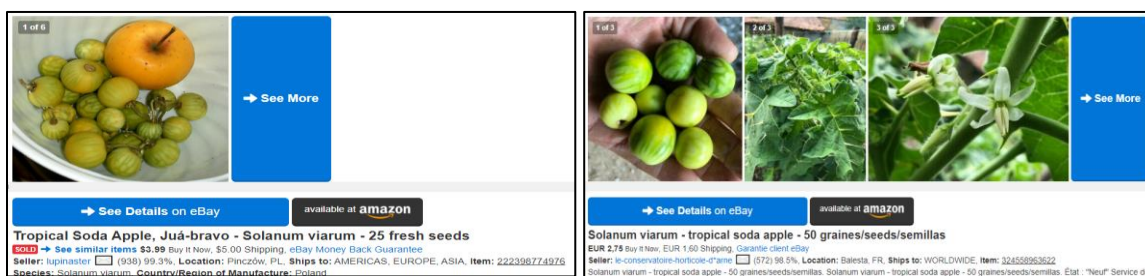 1 of 6
➔ See More
➔ See Details on eBay
available at amazon
Tropical Soda Apple, Juá-bravo - Solanum viarum - 25 fresh seeds
SOLD ➔ See similar items $3.99 Buy It Now, $5.00 Shipping, eBay Money Back Guarantee
Seller: lupinaster (938) 99.3%, Location: Pinczów, PL, Ships to: AMERICAS, EUROPE, ASIA, Item: 222398774976
Species: Solanum viarum, Country/Region of Manufacture: Poland
1 of 3
2 of 3
3 of 3
➔ See More
➔ See Details on eBay
available at amazon
Solanum viarum - tropical soda apple - 50 graines/seeds/semillas
EUR 2,75 Buy It Now, EUR 1,60 Shipping, Garantie client eBay
Seller: le-conservatoire-horticole-d*arne (572) 98.5%, Location: Balesta, FR, Ships to: WORLDWIDE, Item: 324558963622
Solanum viarum - tropical soda apple - 50 graines/seeds/semillas. Solanum viarum - tropical soda apple - 50 graines/seeds/semillas. État : "Neuf" Service